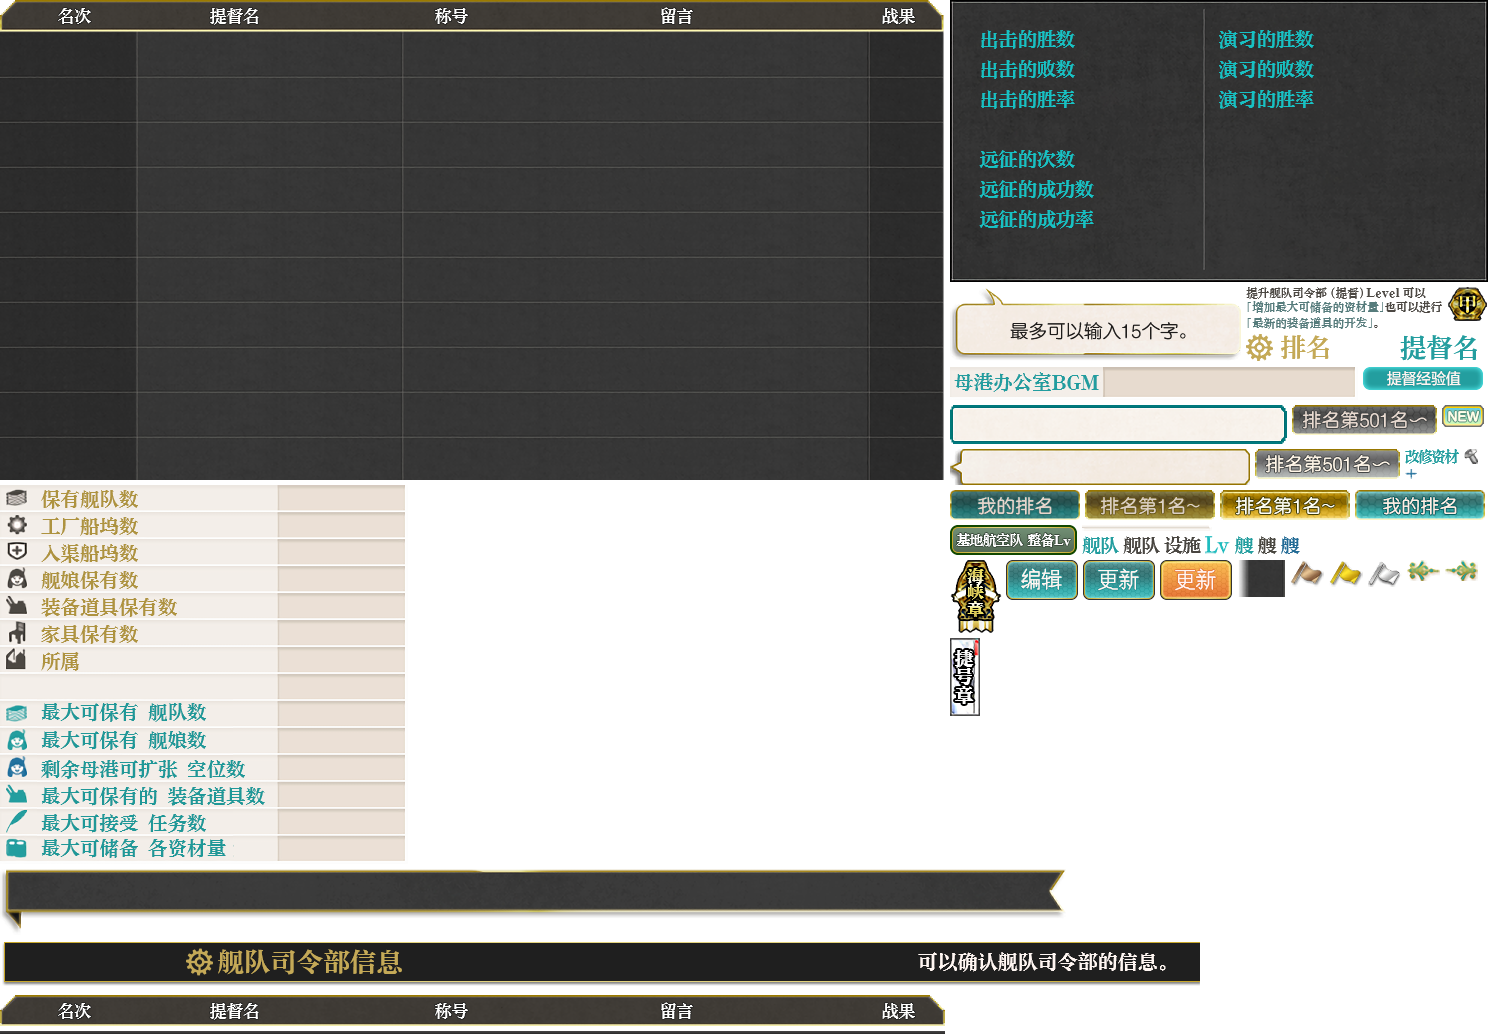 名次 提督名 称号 留言 战果
出击的胜数 演习的胜数
出击的败数 演习的败数
出击的胜率 演习的胜率
远征的次数
远征的成功数
远征的成功率
提升舰队司令部（提督）Level 可以
「增加最大可储备的资材量」也可以进行
「最新的装备道具的开发」。
甲
最多可以输入15个字。
排名 提督名
母港办公室BGM
提督经验值
排名第501名~
NEW
排名第501名~
改修资材
+
我的排名
排名第1名~
排名第1名~
我的排名
基地航空队 整备Lv
舰队 舰队 设施 Lv 艘 艘 艘
海峡章
编辑
更新
更新
捷号章
保有舰队数
工厂船坞数
入渠船坞数
舰娘保有数
装备道具保有数
家具保有数
所属
最大可保有 舰队数
最大可保有 舰娘数
剩余母港可扩张 空位数
最大可保有的 装备道具数
最大可接受 任务数
最大可储备 各资材量
舰队司令部信息 可以确认舰队司令部的信息。
名次 提督名 称号 留言 战果